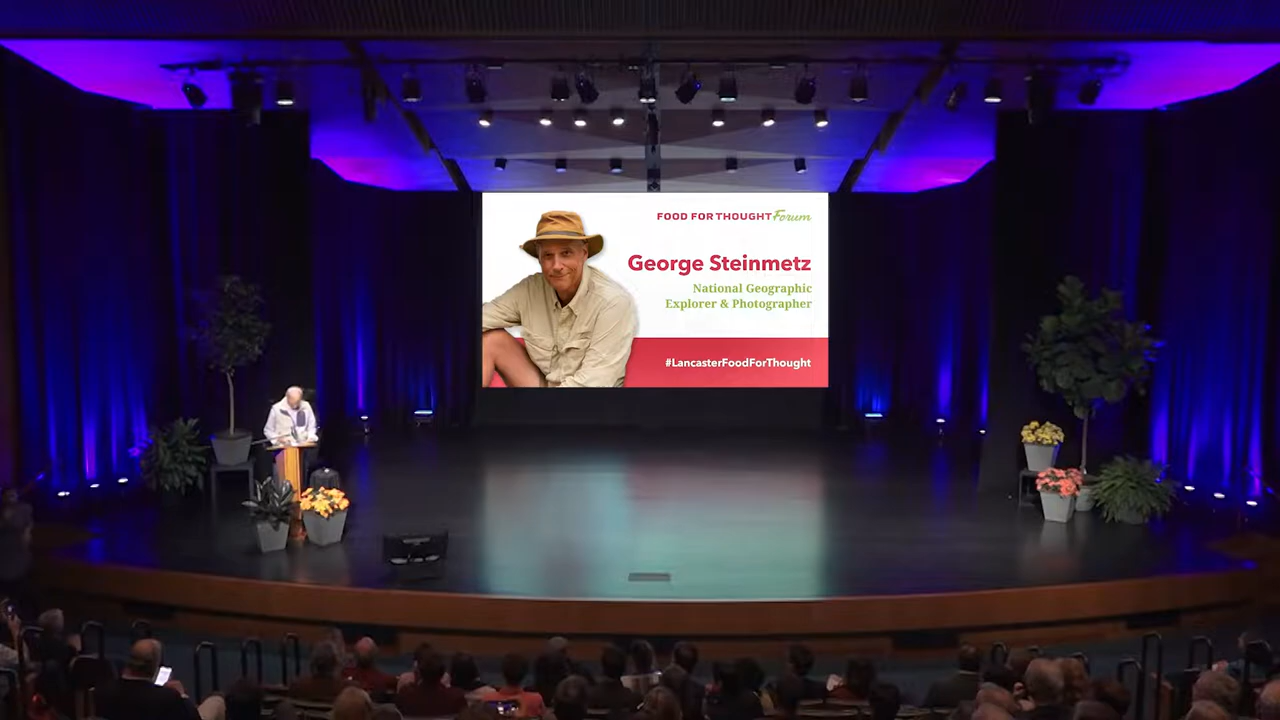 FOOD FOR THOUGHT Forum
George Steinmetz
National Geographic
Explorer & Photographer
#LancasterFoodForThought